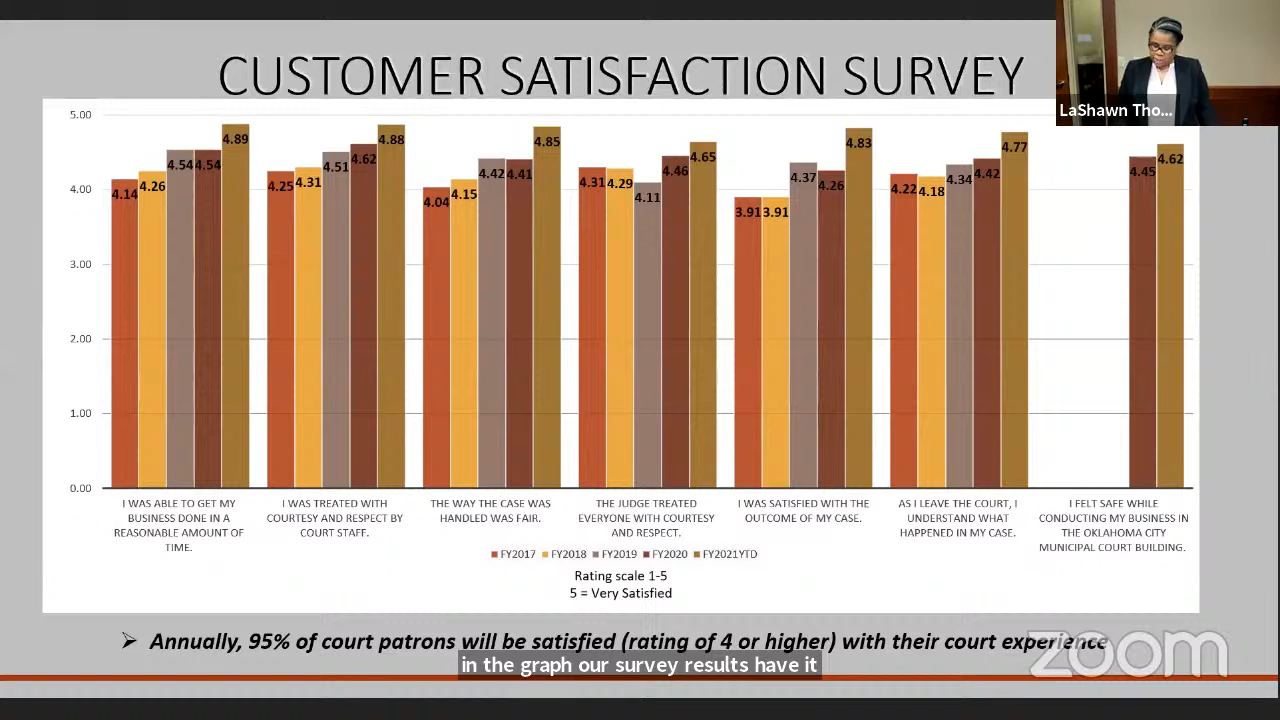 CUSTOMER SATISFACTION SURVEY
LaShawn Tho...
5.00
4.00
3.00
2.00
1.00
0.00
4.14
4.26
4.54
4.54
4.89
4.25
4.31
4.51
4.62
4.88
4.04
4.15
4.42
4.41
4.85
4.31
4.29
4.11
4.46
4.65
3.91
3.91
4.37
4.26
4.83
4.22
4.18
4.34
4.42
4.77
4.45
4.62
I WAS ABLE TO GET MY
BUSINESS DONE IN A
REASONABLE AMOUNT OF
TIME.
I WAS TREATED WITH
COURTESY AND RESPECT BY
COURT STAFF.
THE WAY THE CASE WAS
HANDLED WAS FAIR.
THE JUDGE TREATED
EVERYONE WITH COURTESY
AND RESPECT.
I WAS SATISFIED WITH THE
OUTCOME OF MY CASE.
AS I LEAVE THE COURT, I
UNDERSTAND WHAT
HAPPENED IN MY CASE.
I FELT SAFE WHILE
CONDUCTING MY BUSINESS IN
THE OKLAHOMA CITY
MUNICIPAL COURT BUILDING.
FY2017 FY2018 FY2019 FY2020 FY2021YTD
Rating scale 1-5
5 = Very Satisfied
Annually, 95% of court patrons will be satisfied (rating of 4 or higher) with their court experience
in the graph our survey results have it
zoom